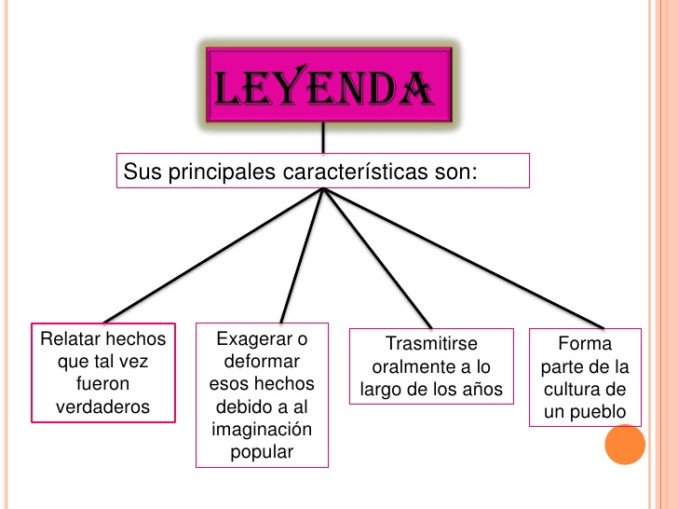 LEYENDA
Sus principales características son:
Relatar hechos
que tal vez
fueron
verdaderos
Exagerar o
deformar
esos hechos
debido a al
imaginación
popular
Trasmitirse
oralmente a lo
largo de los años
Forma
parte de la
cultura de
un pueblo